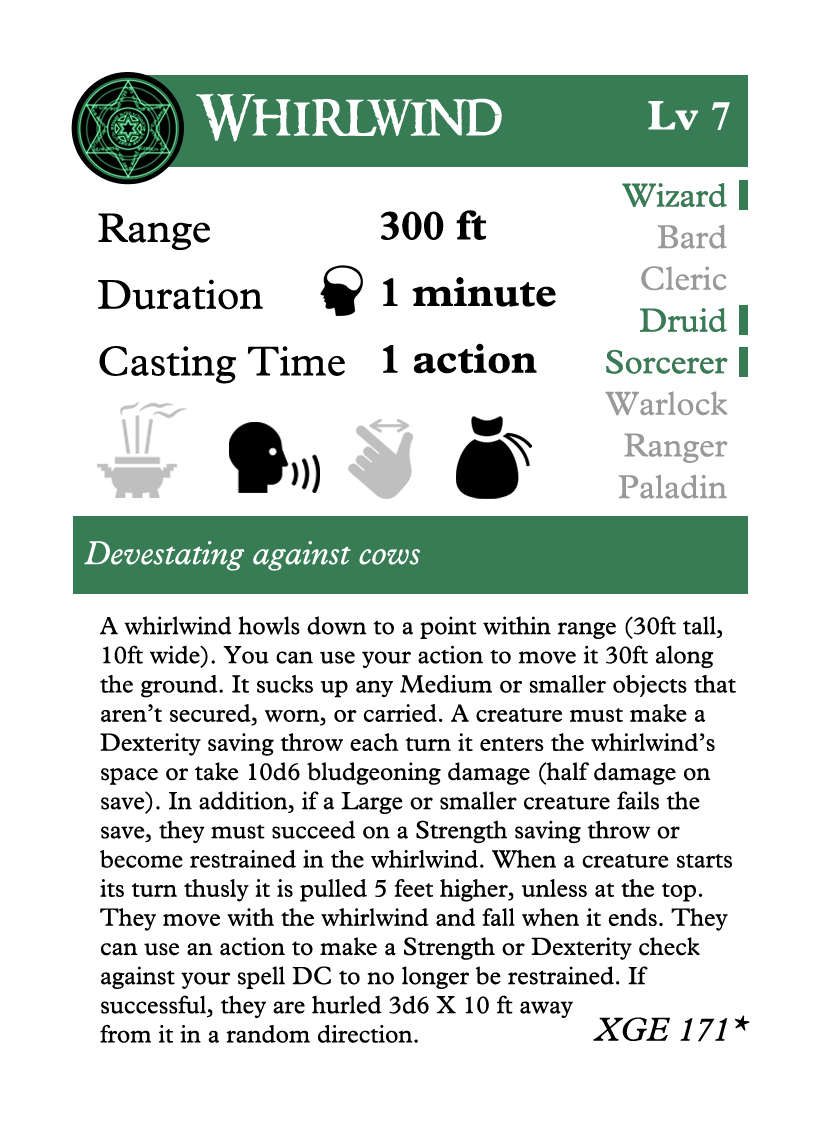 Whirlwind
Lv 7
Range 300 ft
Duration 1 minute
Casting Time 1 action
Wizard
Bard
Cleric
Druid
Sorcerer
Warlock
Ranger
Paladin
Devestating against cows
A whirlwind howls down to a point within range (30ft tall,
10ft wide). You can use your action to move it 30ft along
the ground. It sucks up any Medium or smaller objects that
aren't secured, worn, or carried. A creature must make a
Dexterity saving throw each turn it enters the whirlwind's
space or take 10d6 bludgeoning damage (half damage on
save). In addition, if a Large or smaller creature fails the
save, they must succeed on a Strength saving throw or
become restrained in the whirlwind. When a creature starts
its turn thusly it is pulled 5 feet higher, unless at the top.
They move with the whirlwind and fall when it ends. They
can use an action to make a Strength or Dexterity check
against your spell DC to no longer be restrained. If
successful, they are hurled 3d6 X 10 ft away
from it in a random direction.
XGE 171*